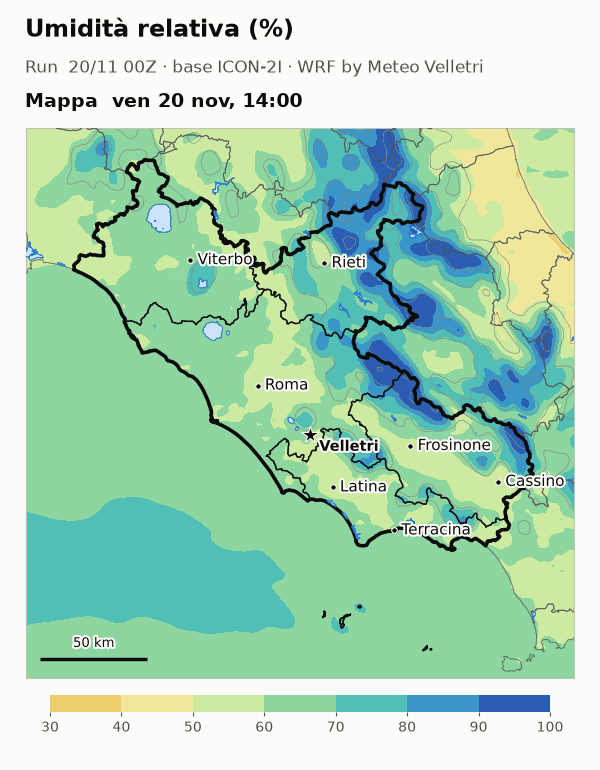 Umidità relativa (%)
Run  20/11 00Z · base ICON-2I · WRF by Meteo Velletri
Mappa  ven 20 nov, 14:00
Viterbo
Rieti
Roma
Velletri
Frosinone
Cassino
Latina
Terracina
50 km
30 40 50 60 70 80 90 100